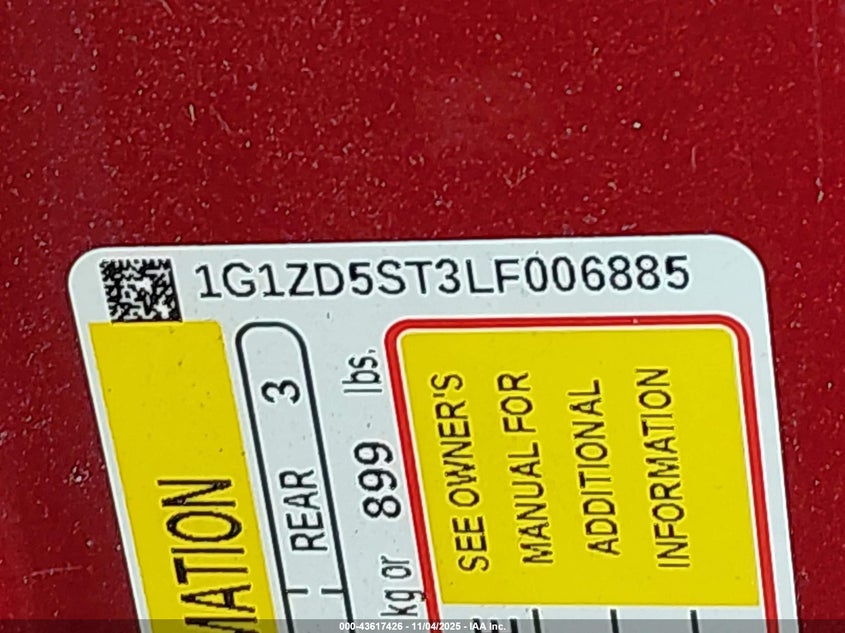 1G1ZD5ST3LF006885
MATION
REAR 3
kg or 899 lbs.
SEE OWNER'S
MANUAL FOR
ADDITIONAL
INFORMATION
000-43617426 - 11/04/2025 - IAA Inc.